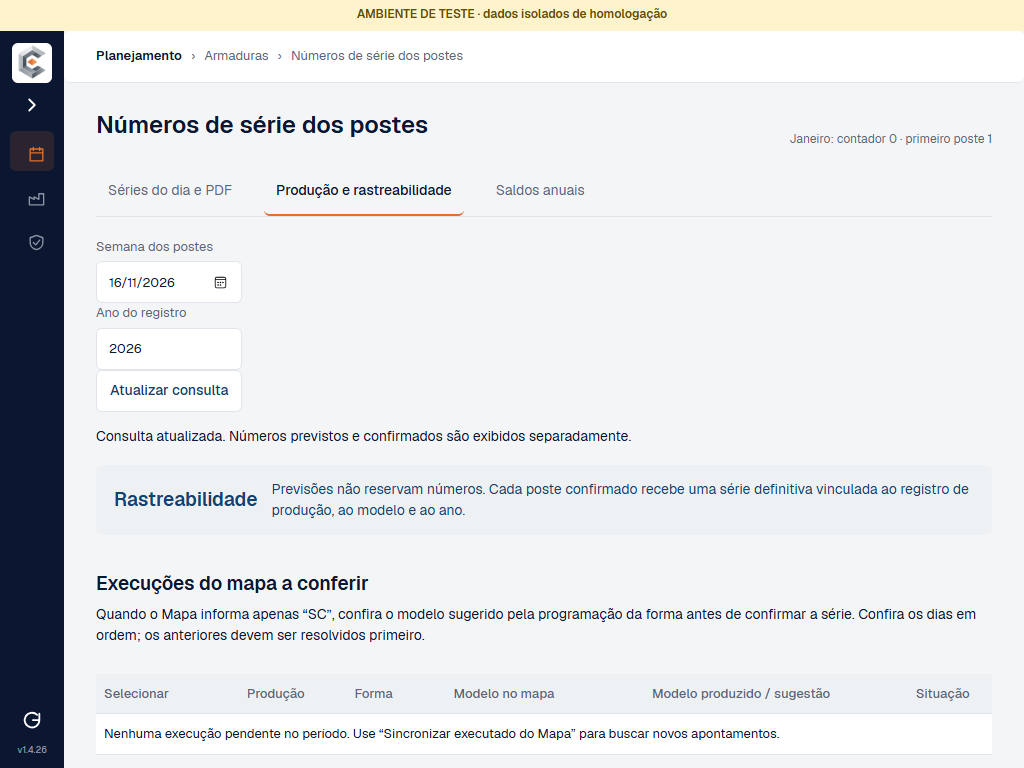 AMBIENTE DE TESTE · dados isolados de homologação
Planejamento › Armaduras › Números de série dos postes
Números de série dos postes
Janeiro: contador 0 · primeiro poste 1
Séries do dia e PDF
Produção e rastreabilidade
Saldos anuais
Semana dos postes
16/11/2026
Ano do registro
2026
Atualizar consulta
Consulta atualizada. Números previstos e confirmados são exibidos separadamente.
Rastreabilidade
Previsões não reservam números. Cada poste confirmado recebe uma série definitiva vinculada ao registro de
produção, ao modelo e ao ano.
Execuções do mapa a conferir
Quando o Mapa informa apenas “SC”, confira o modelo sugerido pela programação da forma antes de confirmar a série. Confira os dias em
ordem; os anteriores devem ser resolvidos primeiro.
Selecionar Produção Forma Modelo no mapa Modelo produzido / sugestão Situação
Nenhuma execução pendente no período. Use “Sincronizar executado do Mapa” para buscar novos apontamentos.
v1.4.26